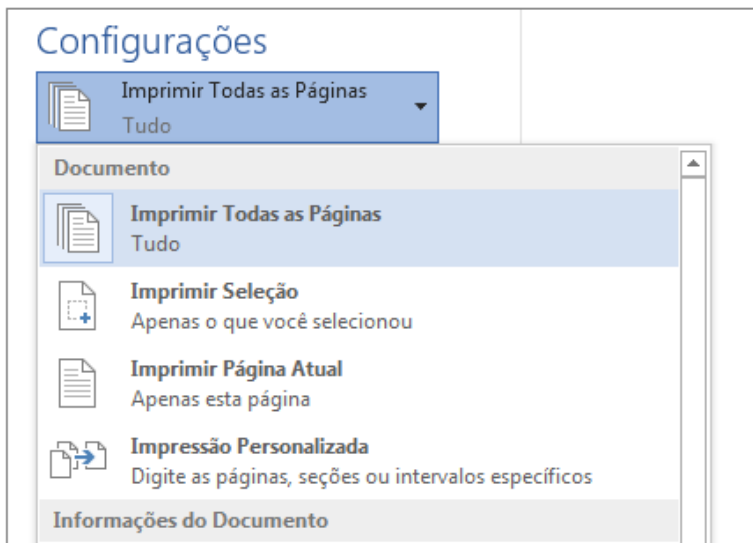 Configurações
Imprimir Todas as Páginas
Tudo
Documento
Imprimir Todas as Páginas
Tudo
Imprimir Seleção
Apenas o que você selecionou
Imprimir Página Atual
Apenas esta página
Impressão Personalizada
Digite as páginas, seções ou intervalos específicos
Informações do Documento